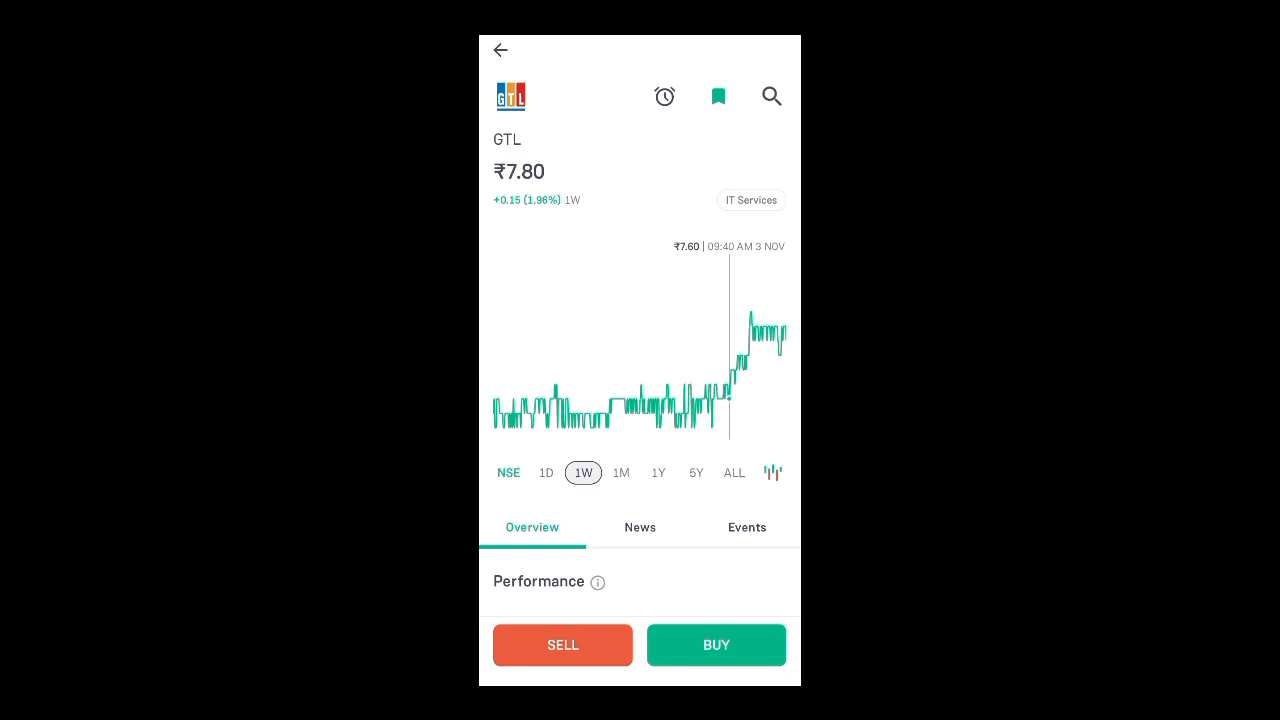 GTL
GTL
₹7.80
+0.15 (1.96%) 1W
IT Services
₹7.60 | 09:40 AM 3 NOV
NSE 1D 1W 1M 1Y 5Y ALL
Overview News Events
Performance
SELL BUY